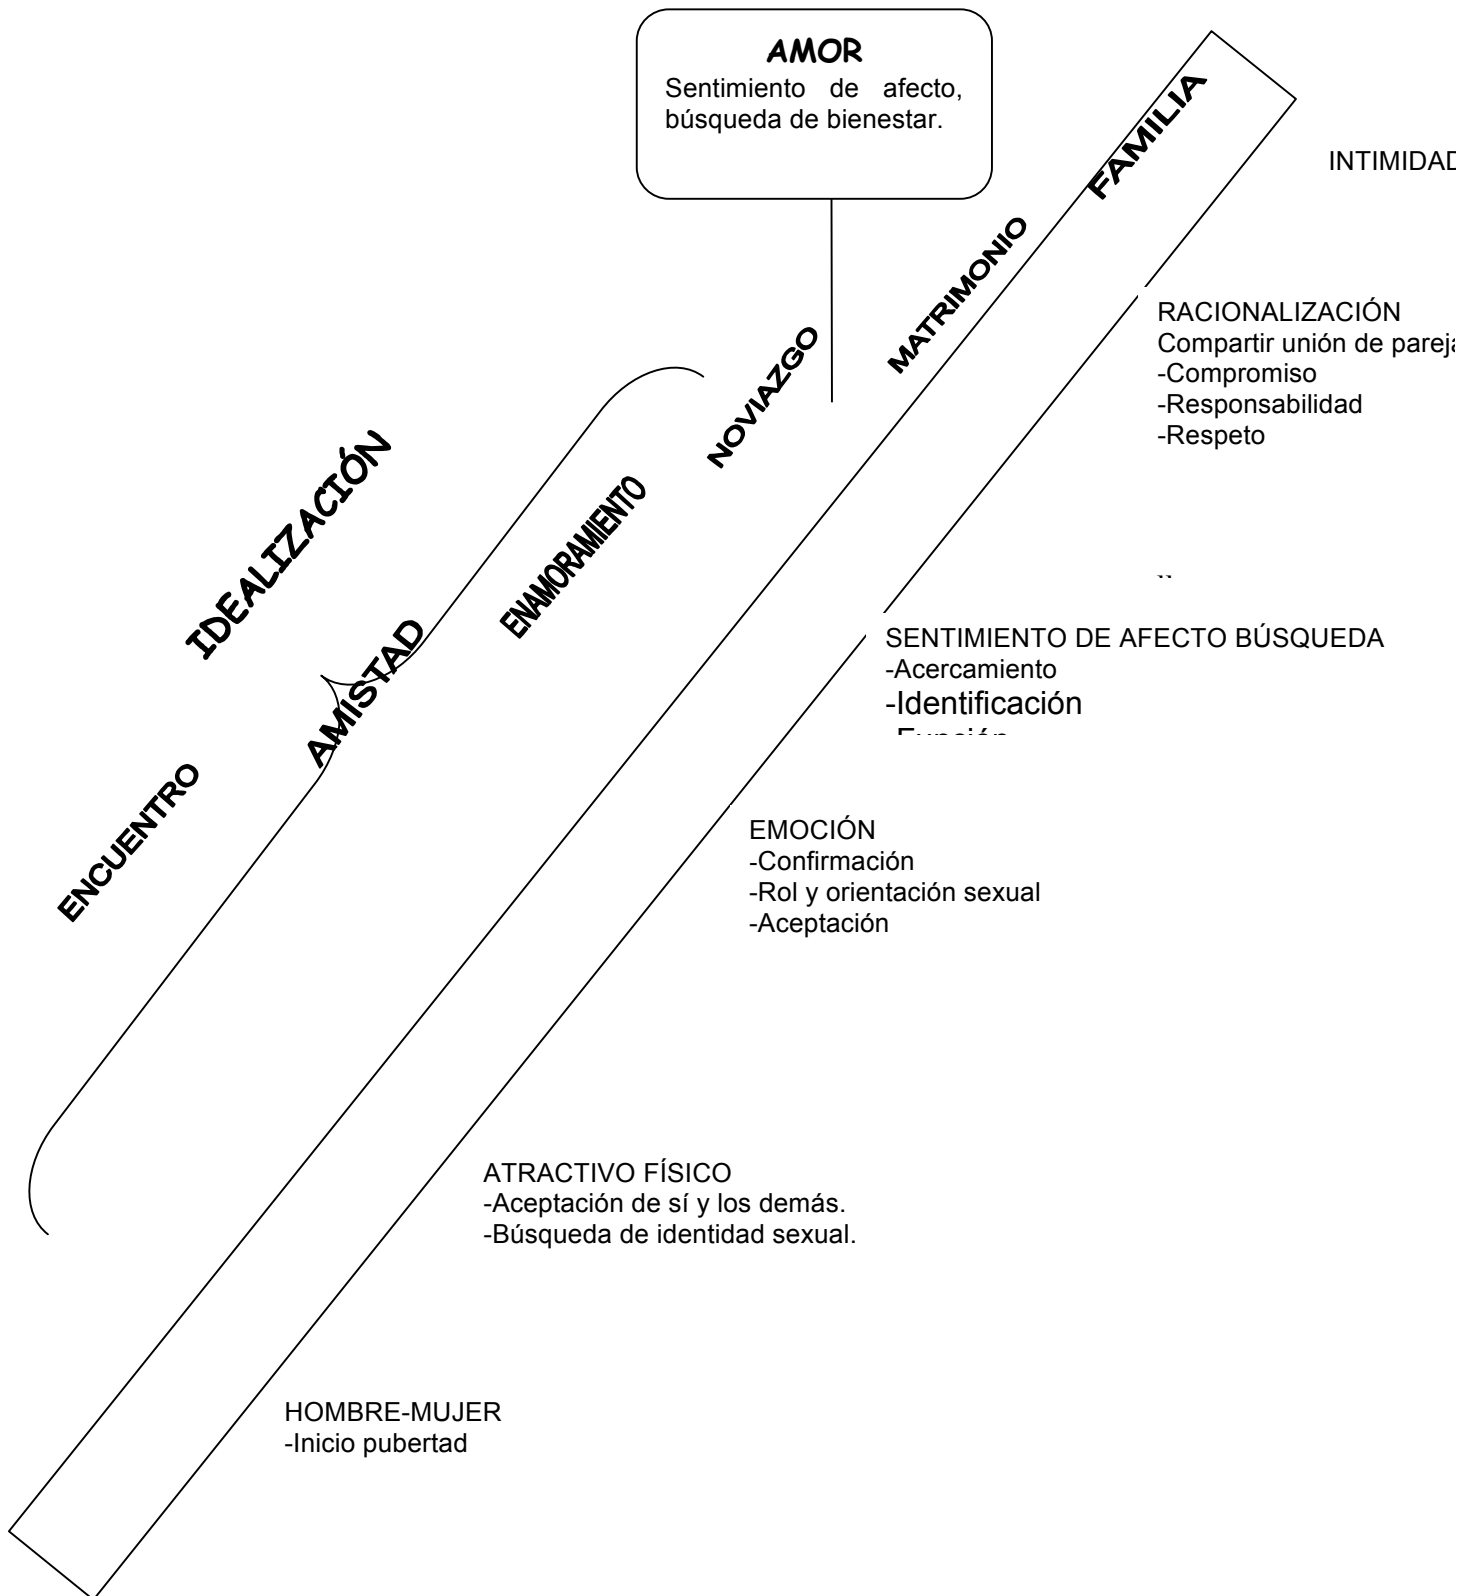 AMOR
Sentimiento de afecto,
búsqueda de bienestar.
FAMILIA
INTIMIDAD
MATRIMONIO
RACIONALIZACIÓN
Compartir unión de pareja
-Compromiso
-Responsabilidad
-Respeto
NOVIAZGO
IDEALIZACIÓN
ENAMORAMIENTO
SENTIMIENTO DE AFECTO BÚSQUEDA
-Acercamiento
-Identificación
AMISTAD
ENCUENTRO
EMOCIÓN
-Confirmación
-Rol y orientación sexual
-Aceptación
ATRACTIVO FÍSICO
-Aceptación de sí y los demás.
-Búsqueda de identidad sexual.
HOMBRE-MUJER
-Inicio pubertad